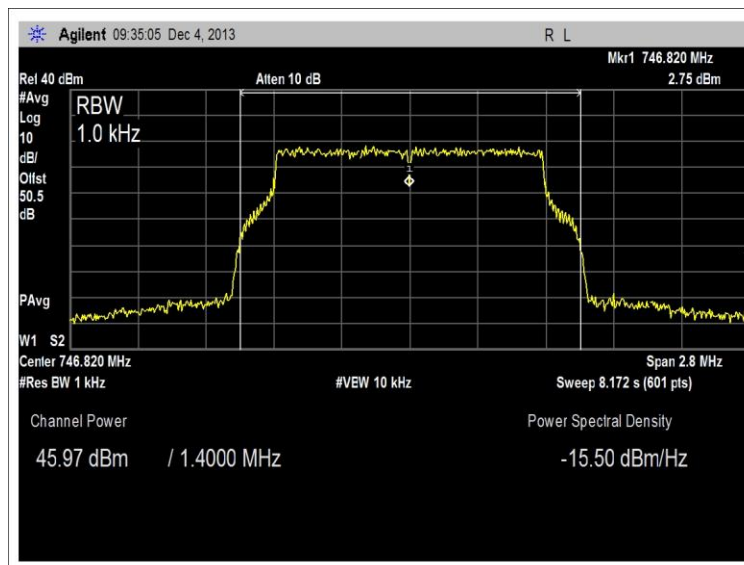 Agilent 09:35:05 Dec 4, 2013 R L
Mkr1 746.820 MHz
Rel 40 dBm Atten 10 dB 2.75 dBm
#Avg
Log
10
dB/
Offst
50.5
dB
RBW
1.0 kHz
1
PAvg
W1 S2
Center 746.820 MHz Span 2.8 MHz
#Res BW 1 kHz #VEW 10 kHz Sweep 8.172 s (601 pts)
Channel Power Power Spectral Density
45.97 dBm / 1.4000 MHz -15.50 dBm/Hz